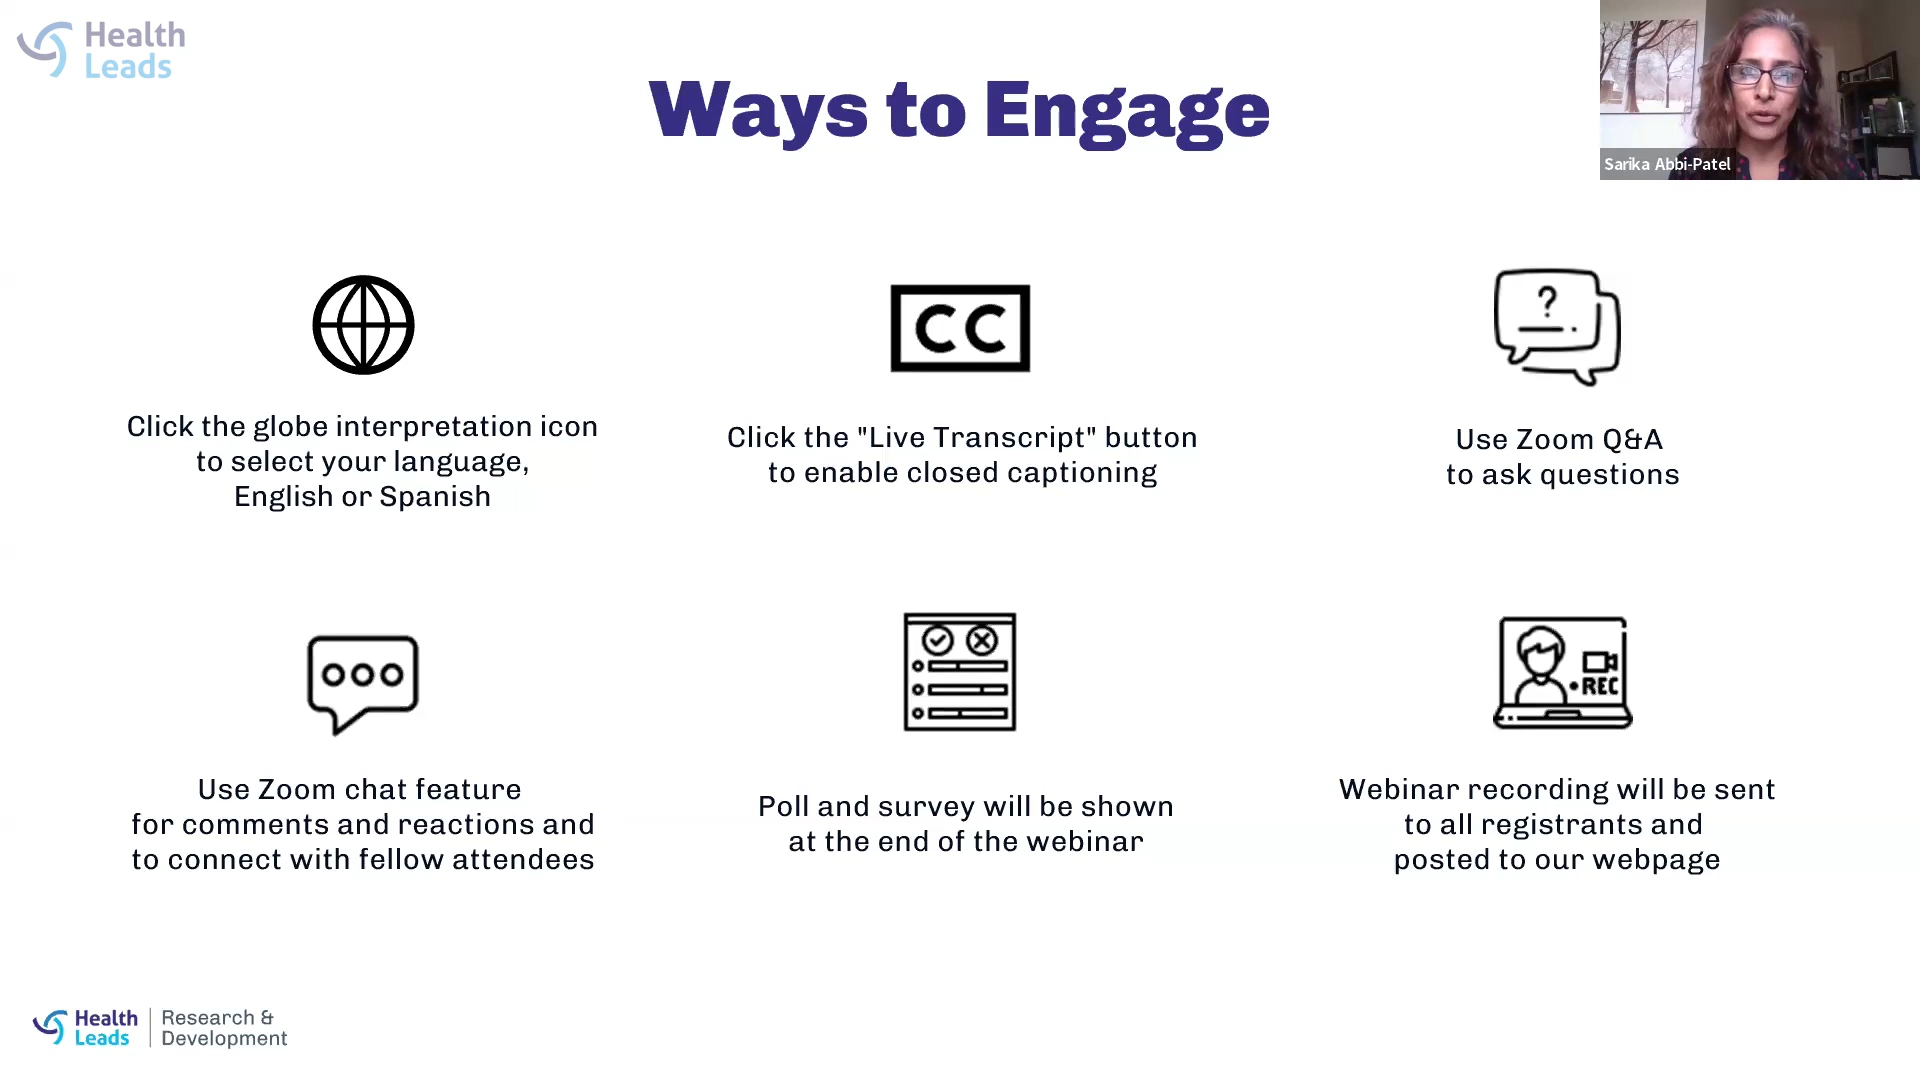 Health
Leads
Ways to Engage
Sarika Abbi-Patel
CC
?
Click the globe interpretation icon
to select your language,
English or Spanish
Click the "Live Transcript" button
to enable closed captioning
Use Zoom Q&A
to ask questions
REC
Use Zoom chat feature
for comments and reactions and
to connect with fellow attendees
Poll and survey will be shown
at the end of the webinar
Webinar recording will be sent
to all registrants and
posted to our webpage
Health
Leads
Research &
Development